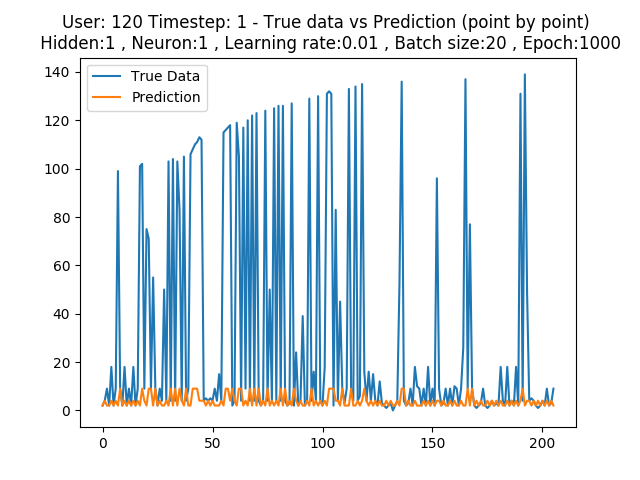 User: 120 Timestep: 1 - True data vs Prediction (point by point)
Hidden:1 , Neuron:1 , Learning rate:0.01 , Batch size:20 , Epoch:1000
True Data
Prediction
140
120
100
80
60
40
20
0
0 50 100 150 200